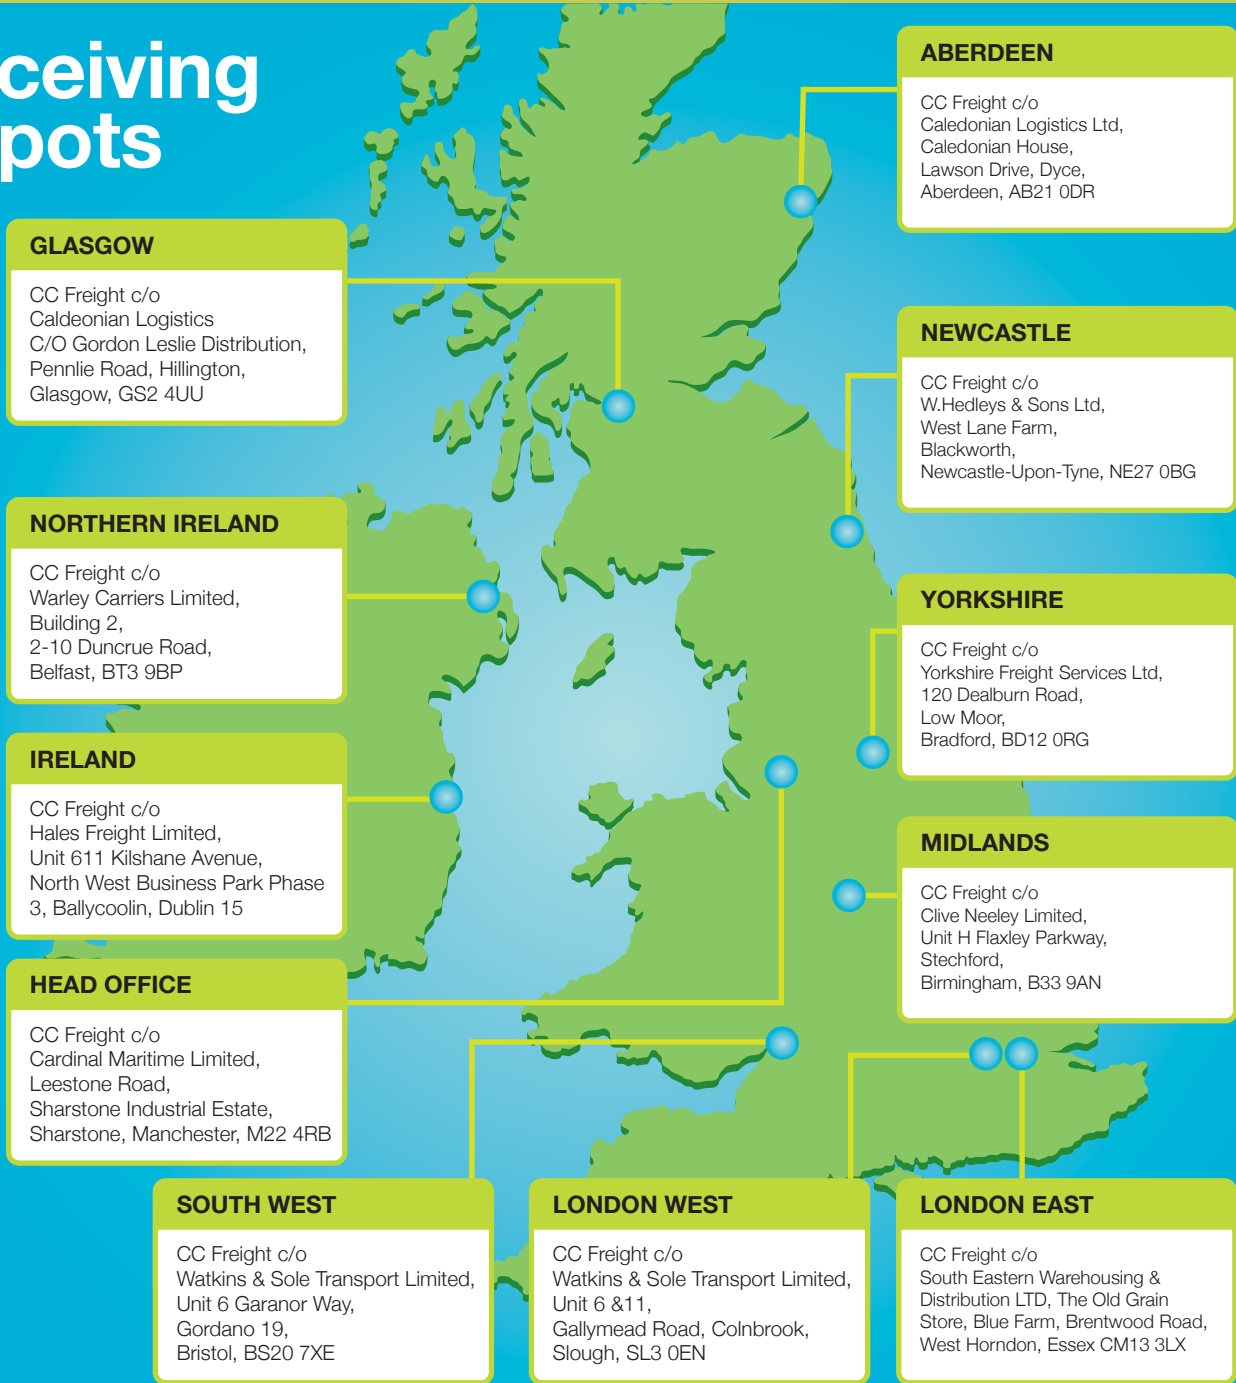 ceiving
pots
ABERDEEN
CC Freight c/o
Caledonian Logistics Ltd,
Caledonian House,
Lawson Drive, Dyce,
Aberdeen, AB21 0DR
GLASGOW
CC Freight c/o
Caldeonian Logistics
C/O Gordon Leslie Distribution,
Pennlie Road, Hillington,
Glasgow, GS2 4UU
NEWCASTLE
CC Freight c/o
W.Hedleys & Sons Ltd,
West Lane Farm,
Blackworth,
Newcastle-Upon-Tyne, NE27 0BG
NORTHERN IRELAND
CC Freight c/o
Warley Carriers Limited,
Building 2,
2-10 Duncrue Road,
Belfast, BT3 9BP
YORKSHIRE
CC Freight c/o
Yorkshire Freight Services Ltd,
120 Dealburn Road,
Low Moor,
Bradford, BD12 0RG
IRELAND
CC Freight c/o
Hales Freight Limited,
Unit 611 Kilshane Avenue,
North West Business Park Phase
3, Ballycoolin, Dublin 15
MIDLANDS
CC Freight c/o
Clive Neeley Limited,
Unit H Flaxley Parkway,
Stechford,
Birmingham, B33 9AN
HEAD OFFICE
CC Freight c/o
Cardinal Maritime Limited,
Leestone Road,
Sharstone Industrial Estate,
Sharstone, Manchester, M22 4RB
SOUTH WEST
CC Freight c/o
Watkins & Sole Transport Limited,
Unit 6 Garanor Way,
Gordano 19,
Bristol, BS20 7XE
LONDON WEST
CC Freight c/o
Watkins & Sole Transport Limited,
Unit 6 &11,
Gallymead Road, Colnbrook,
Slough, SL3 0EN
LONDON EAST
CC Freight c/o
South Eastern Warehousing &
Distribution LTD, The Old Grain
Store, Blue Farm, Brentwood Road,
West Horndon, Essex CM13 3LX